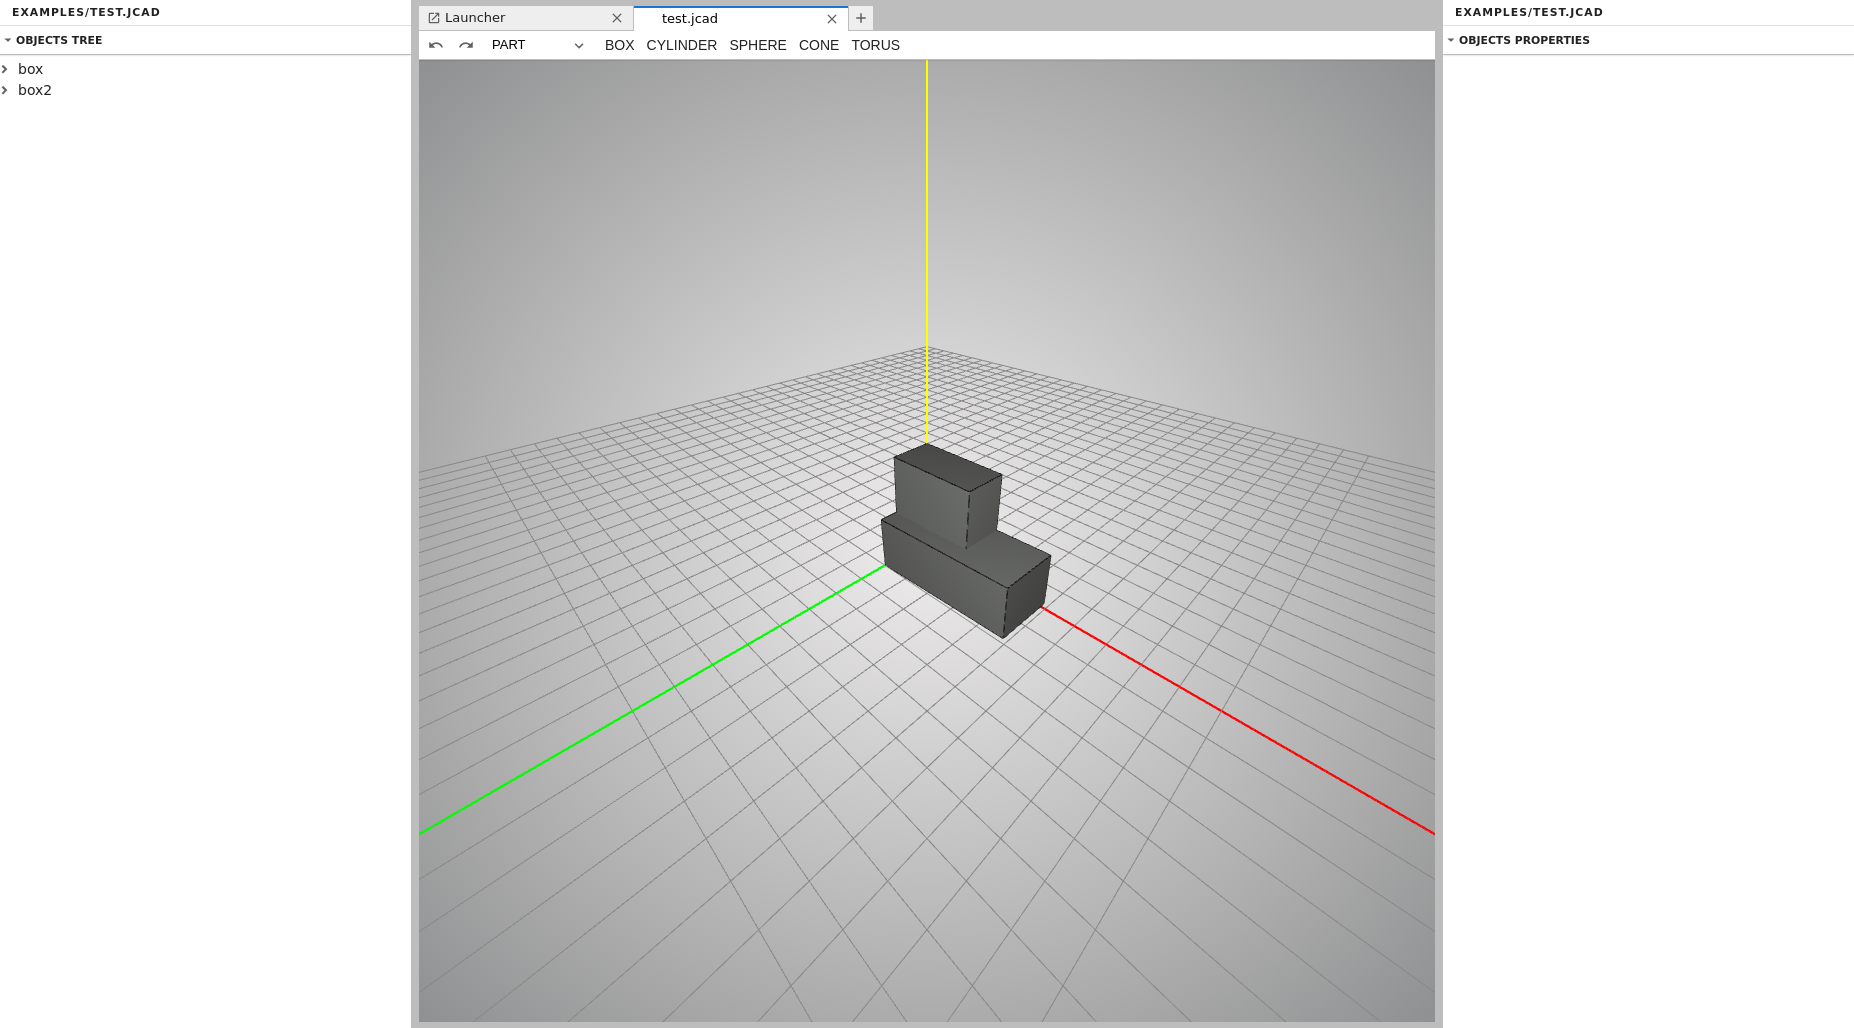 EXAMPLES/TEST.JCAD
OBJECTS TREE
box
box2
Launcher
test.jcad
PART
BOX CYLINDER SPHERE CONE TORUS
EXAMPLES/TEST.JCAD
OBJECTS PROPERTIES